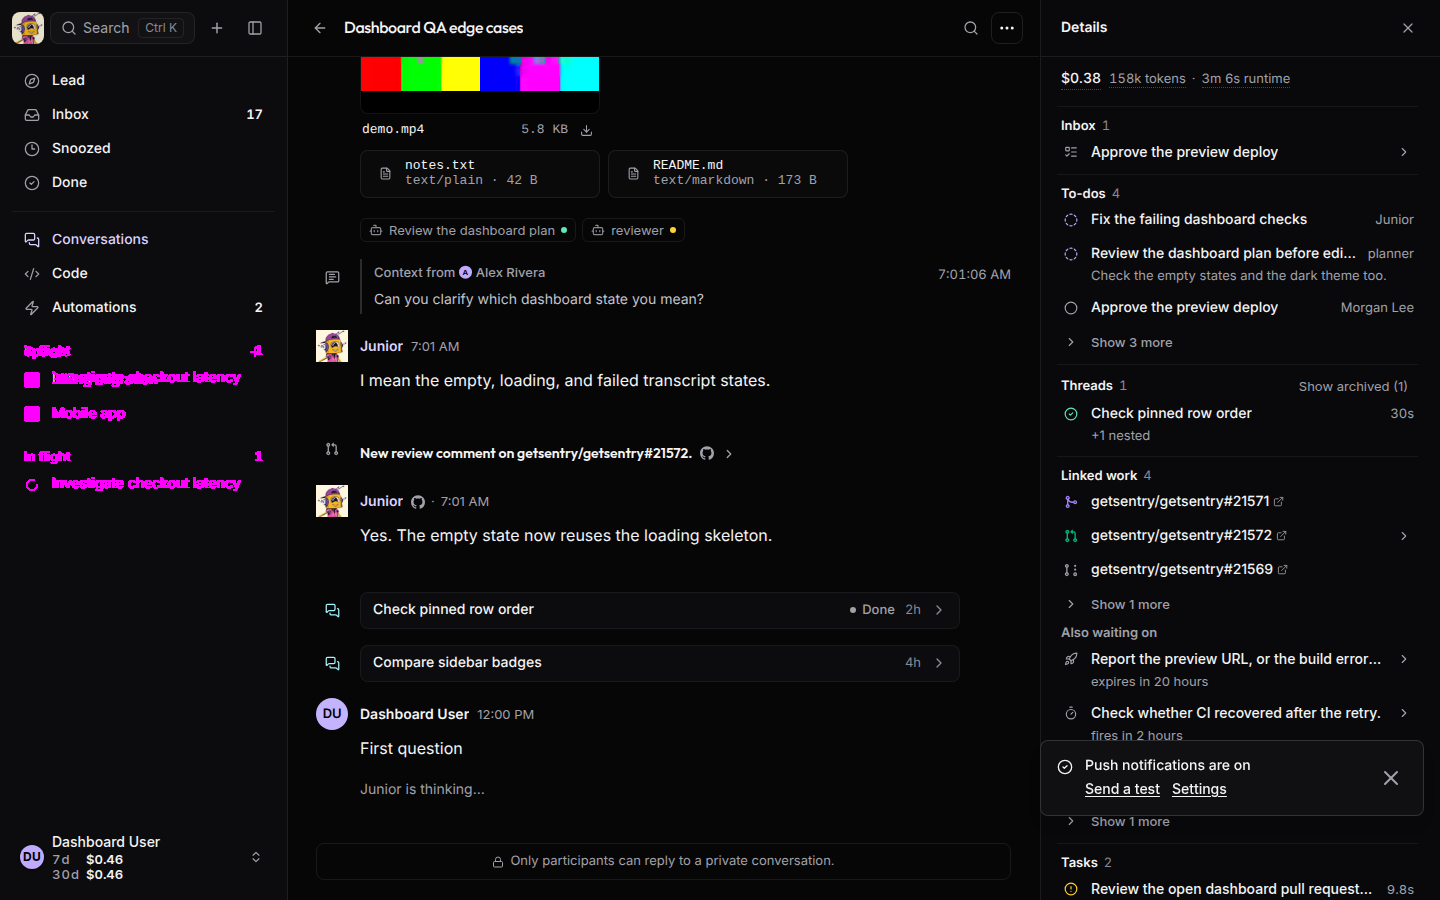 Search Ctrl K
Lead
Inbox 17
Snoozed
Done
Conversations
Code
Automations 2
checkout latency
Mobile app
In flight 1
Investigate checkout latency
DU Dashboard User
7d $0.46
30d $0.46
Dashboard QA edge cases
demo.mp4 5.8 KB
notes.txt
text/plain · 42 B
README.md
text/markdown · 173 B
Review the dashboard plan
reviewer
Context from A Alex Rivera 7:01:06 AM
Can you clarify which dashboard state you mean?
Junior 7:01 AM
I mean the empty, loading, and failed transcript states.
New review comment on getsentry/getsentry#21572.
Junior · 7:01 AM
Yes. The empty state now reuses the loading skeleton.
Check pinned row order Done 2h
Compare sidebar badges 4h
DU Dashboard User 12:00 PM
First question
Junior is thinking...
Only participants can reply to a private conversation.
Details
$0.38 158k tokens · 3m 6s runtime
Inbox 1
Approve the preview deploy
To-dos 4
Fix the failing dashboard checks Junior
Review the dashboard plan before edi... planner
Check the empty states and the dark theme too.
Approve the preview deploy Morgan Lee
Show 3 more
Threads 1 Show archived (1)
Check pinned row order 30s
+1 nested
Linked work 4
getsentry/getsentry#21571
getsentry/getsentry#21572
getsentry/getsentry#21569
Show 1 more
Also waiting on
Report the preview URL, or the build error...
expires in 20 hours
Check whether CI recovered after the retry.
fires in 2 hours
Push notifications are on
Send a test Settings
Show 1 more
Tasks 2
Review the open dashboard pull request... 9.8s